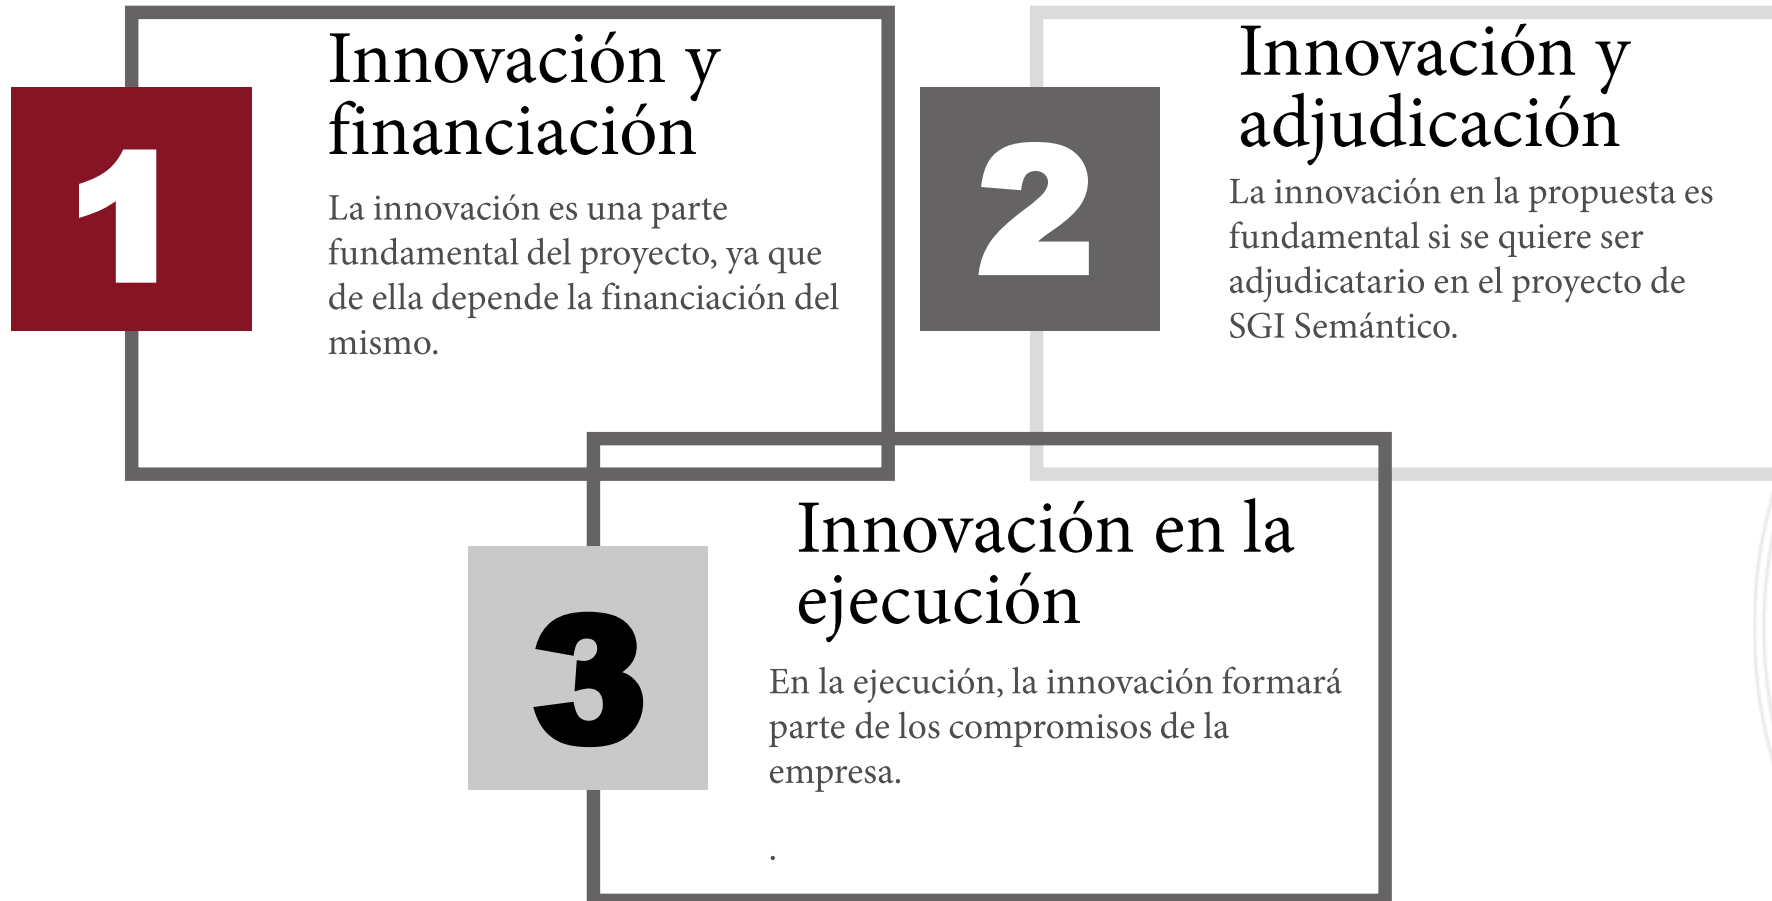 1
Innovación y
financiación
La innovación es una parte
fundamental del proyecto, ya que
de ella depende la financiación del
mismo.
2
Innovación y
adjudicación
La innovación en la propuesta es
fundamental si se quiere ser
adjudicatario en el proyecto de
SGI Semántico.
3
Innovación en la
ejecución
En la ejecución, la innovación formará
parte de los compromisos de la
empresa.
.